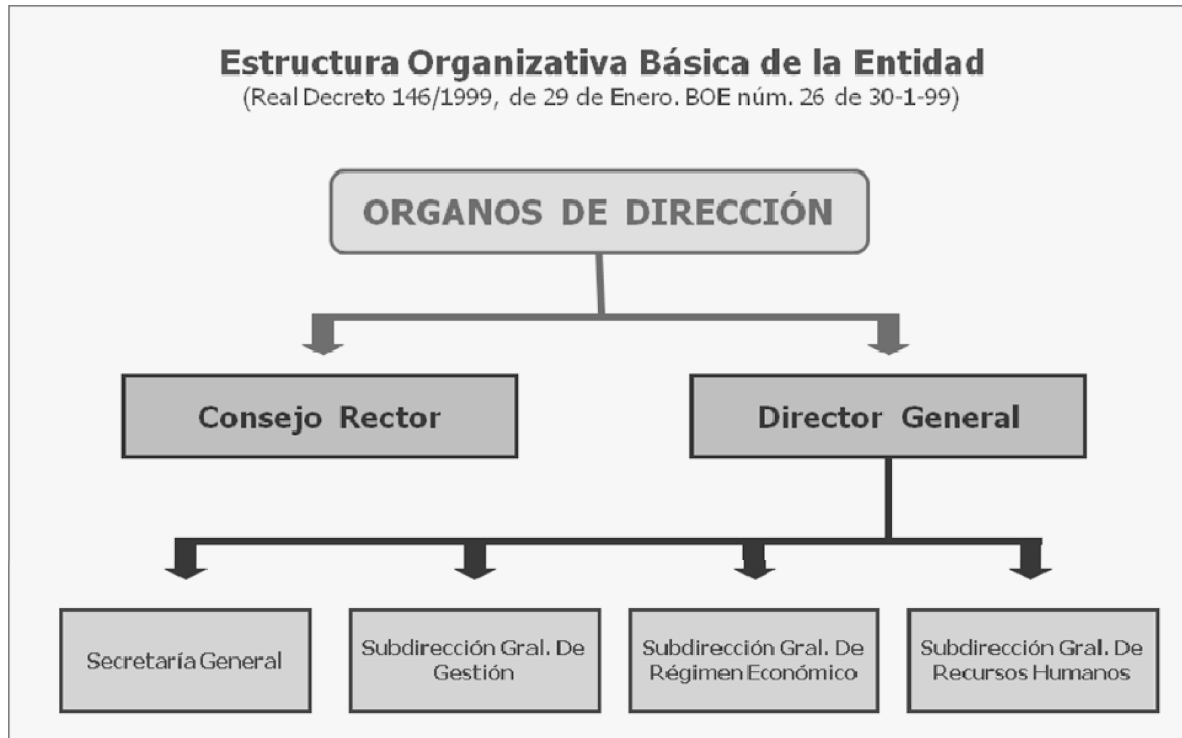 Estructura Organizativa Básica de la Entidad
(Real Decreto 146/1999, de 29 de Enero. BOE núm. 26 de 30-1-99)
ORGANOS DE DIRECCIÓN
Consejo Rector
Director General
Secretaría General
Subdirección Gral. De
Gestión
Subdirección Gral. De
Régimen Económico
Subdirección Gral. De
Recursos Humanos